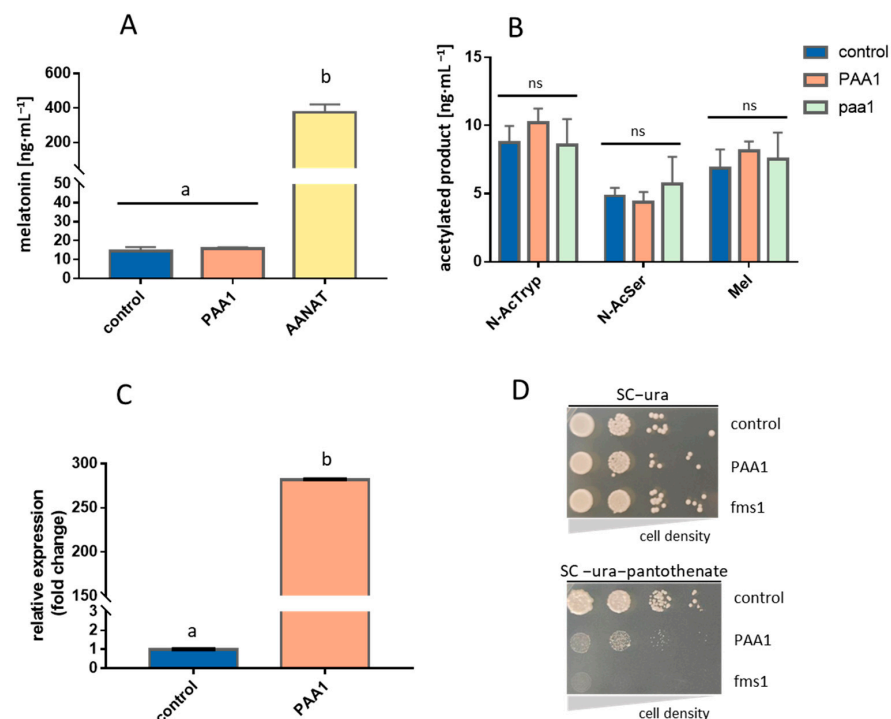 A
melatonin [ng·mL⁻¹]
600
400
200
50
40
30
20
10
0
a
b
control
PAA1
AANAT
B
acetylated product [ng·mL⁻¹]
15
10
5
0
ns
ns
ns
N-AcTryp
N-AcSer
Mel
control
PAA1
paa1
C
relative expression
(fold change)
300
250
200
150
3
2
1
0
a
b
control
PAA1
D
SC−ura
control
PAA1
fms1
cell density
SC −ura−pantothenate
control
PAA1
fms1
cell density